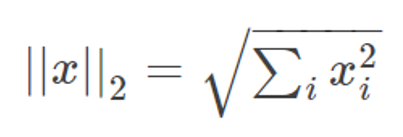 ||x||₂ = √∑ᵢ xᵢ²